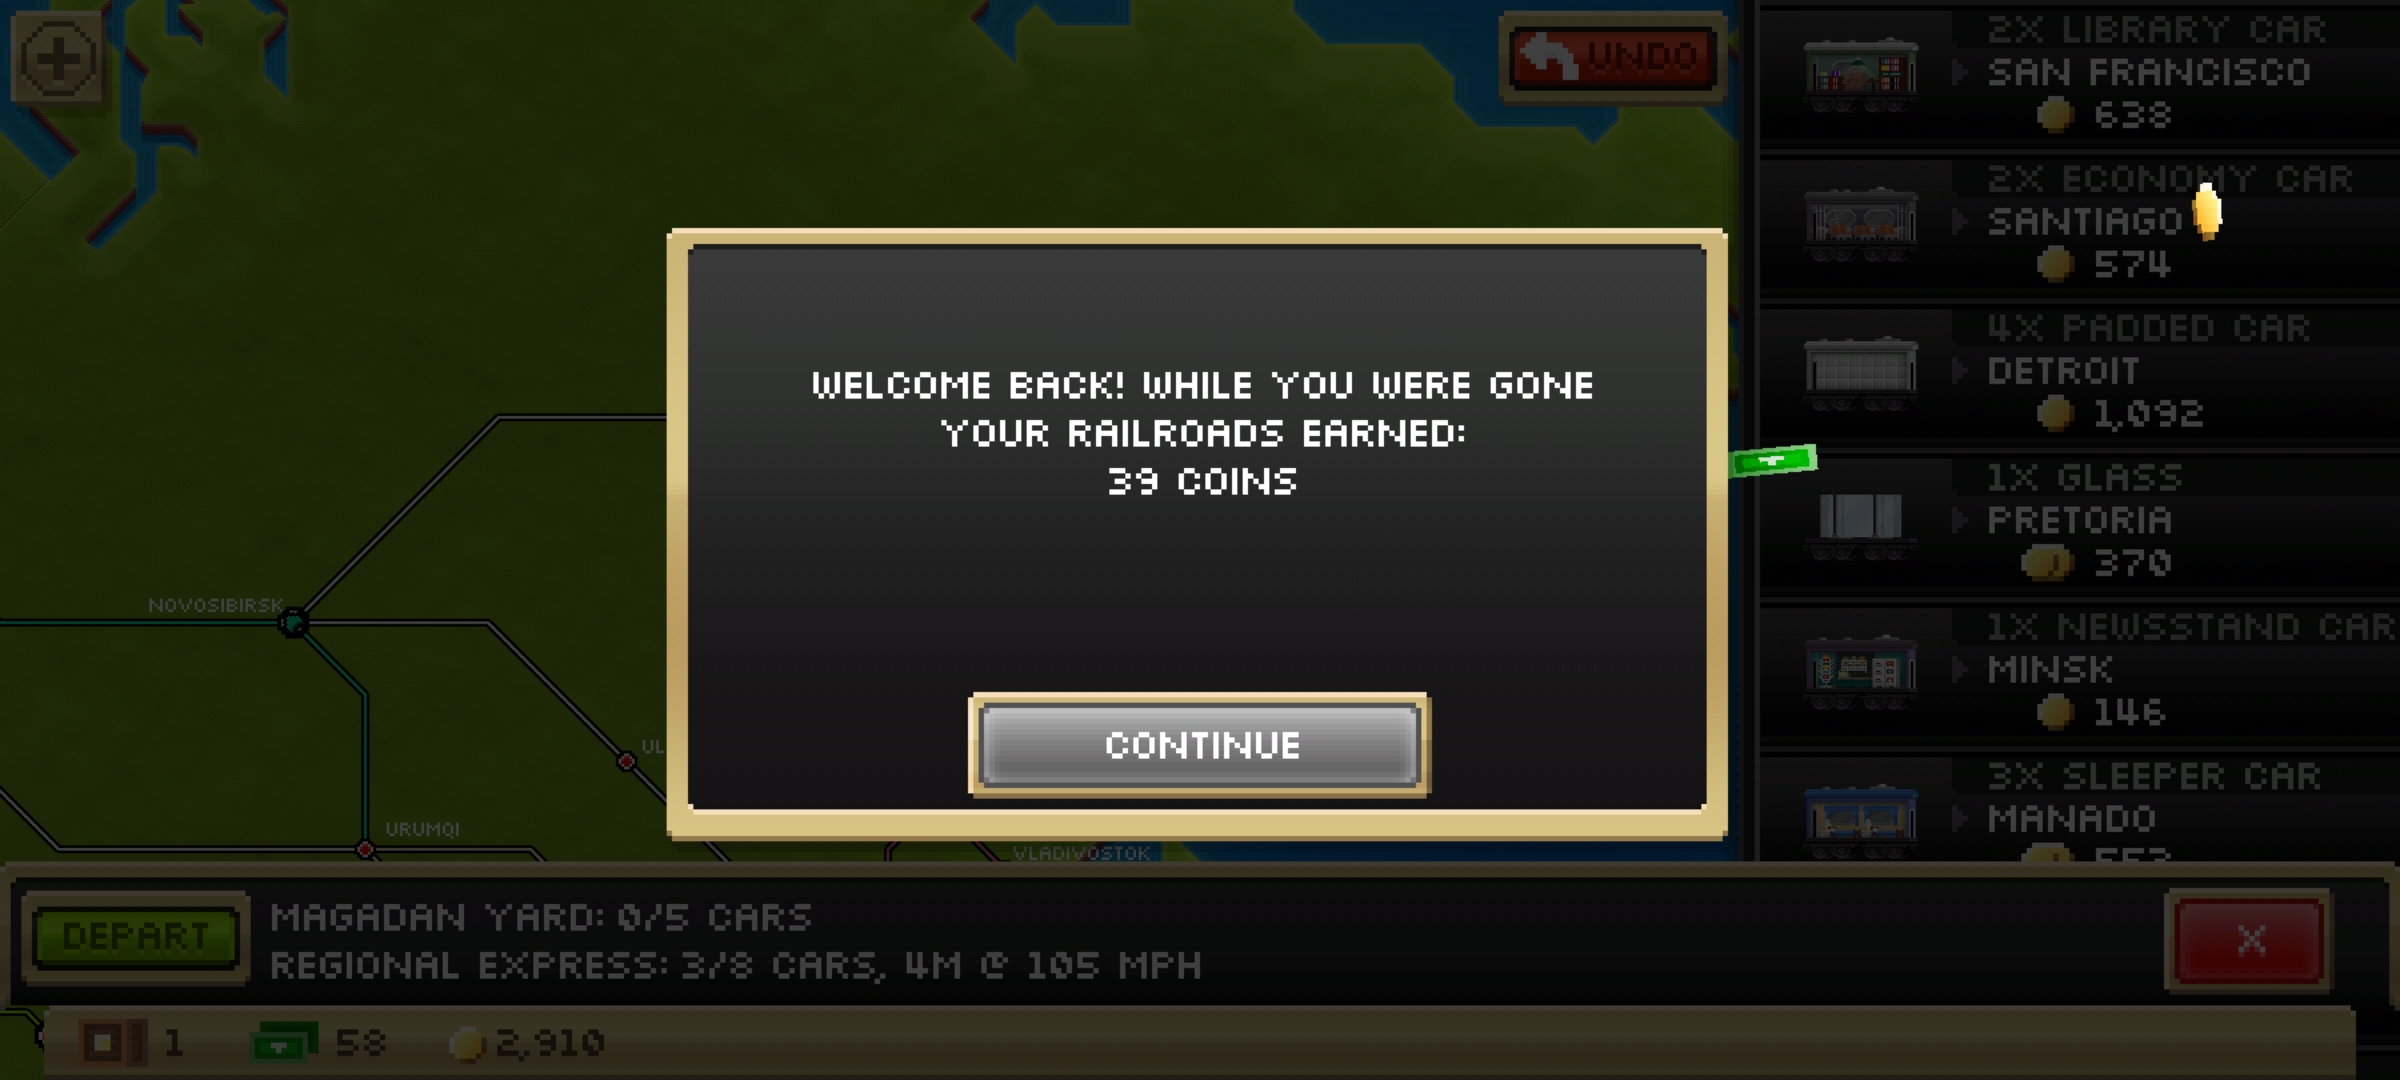 UNDO
2X LIBRARY CAR
SAN FRANCISCO
638
2X ECONOMY CAR
SANTIAGO
574
4X PADDED CAR
DETROIT
1,092
1X GLASS
PRETORIA
370
1X NEWSSTAND CAR
MINSK
146
3X SLEEPER CAR
MANADO
WELCOME BACK! WHILE YOU WERE GONE
YOUR RAILROADS EARNED:
39 COINS
CONTINUE
NOVOSIBIRSK
UL
URUMQI
VLADIVOSTOK
DEPART
MAGADAN YARD: 0/5 CARS
REGIONAL EXPRESS: 3/8 CARS, 4M @ 105 MPH
X
1
58
2,910